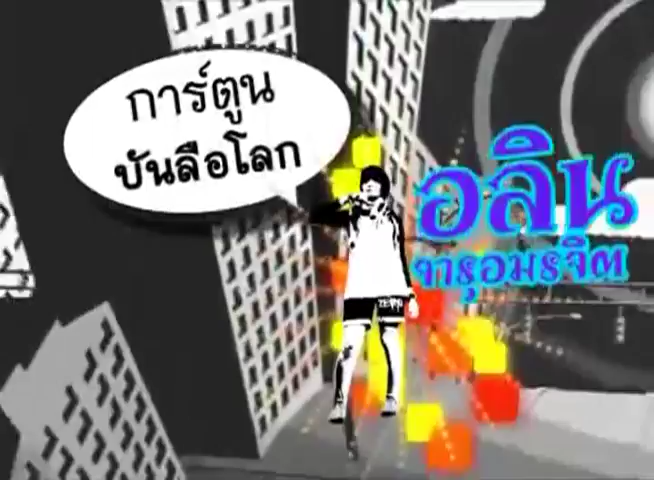 การ์ตูน
บันลือโลก
อลิน
จารุอมรจิต